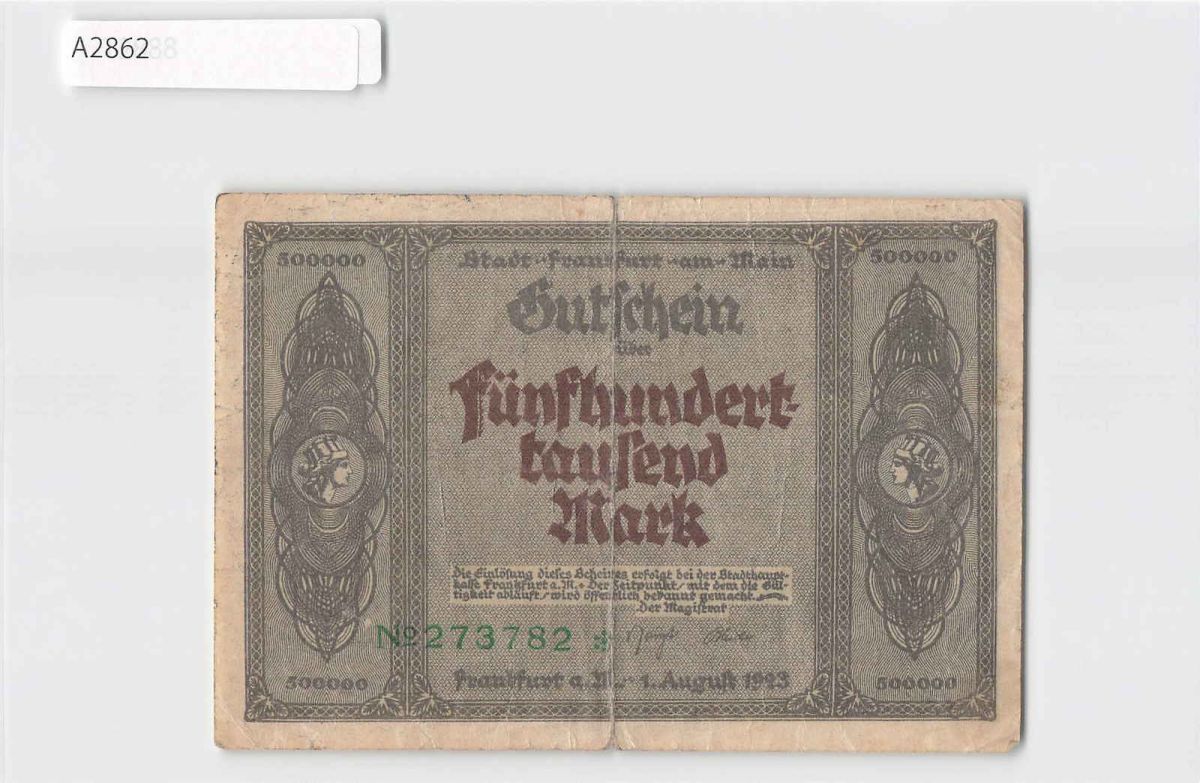 A2862
500000
500000
Stadt-Frankfurt-am-Main
Gutschein
über
Fünfhundert-
tausend
Mark
Die Einlösung dieses Scheines erfolgt bei der Stadthaupt-
kasse Frankfurt a. M. Der Zeitpunkt, mit dem die Gül-
tigkeit abläuft, wird öffentlich bekannt gemacht.
Der Magistrat
No 273782 *
500000
Frankfurt a. M. 1. August 1923
500000